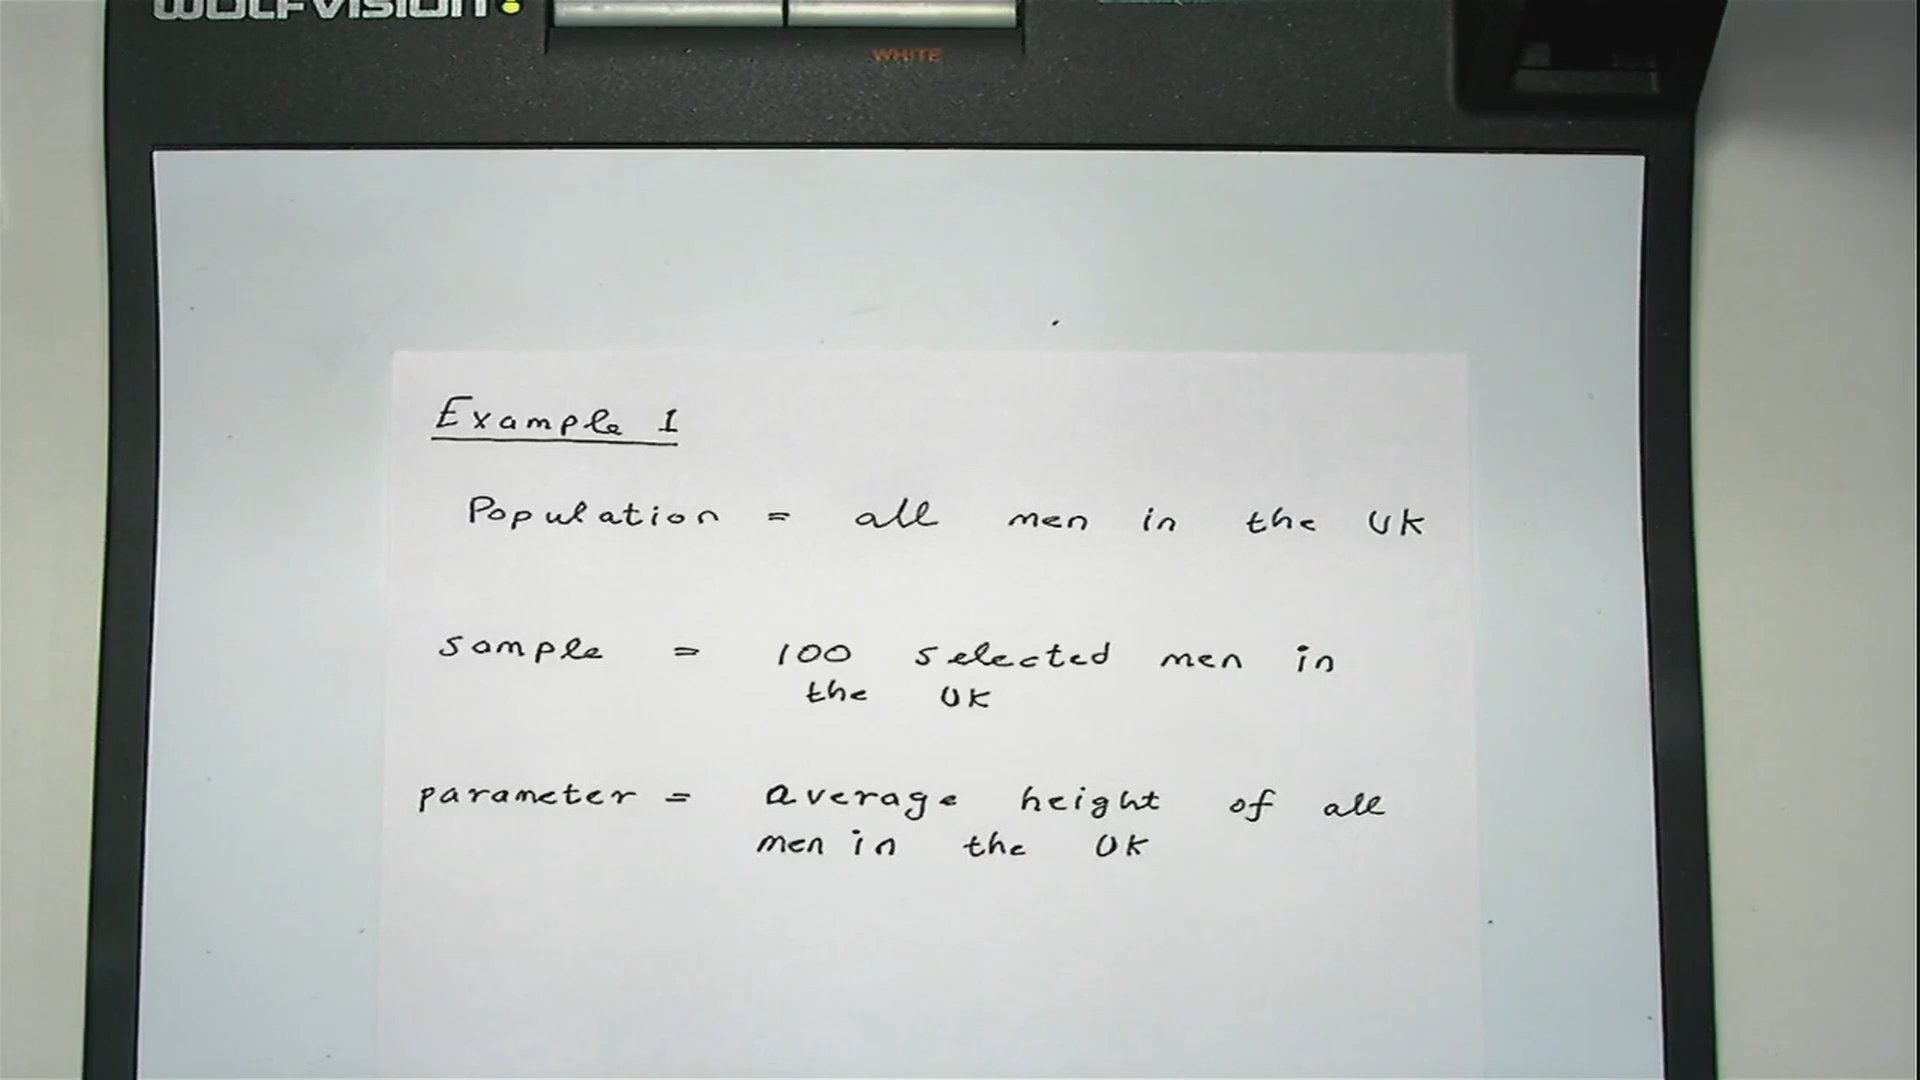 WOLFVISION
WHITE
Example 1
Population = all men in the UK
sample = 100 selected men in
the UK
parameter = average height of all
men in the UK